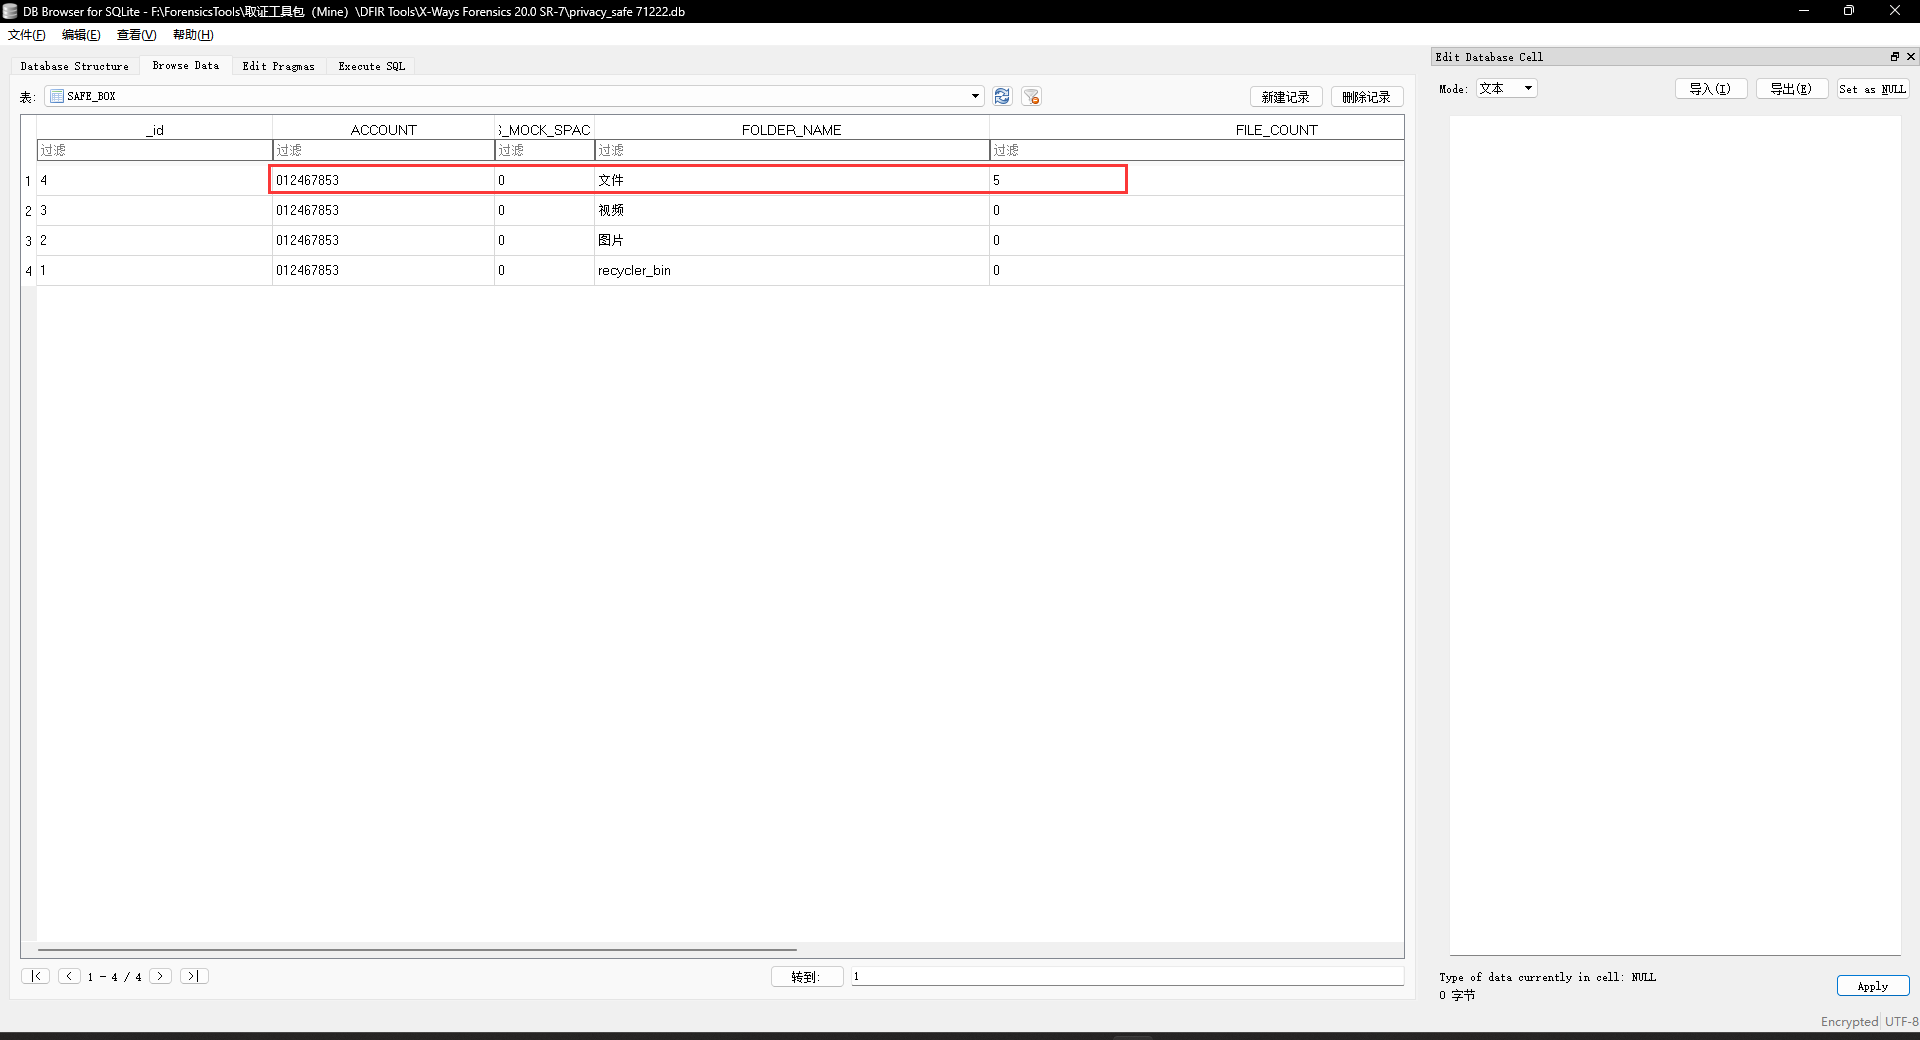 DB Browser for SQLite - F:\ForensicsTools\取证工具包（Mine）\DFIR Tools\X-Ways Forensics 20.0 SR-7\privacy_safe 71222.db
文件(F) 编辑(E) 查看(V) 帮助(H)
Database Structure Browse Data Edit Pragmas Execute SQL
表: SAFE_BOX 新建记录 删除记录
_id ACCOUNT S_MOCK_SPAC FOLDER_NAME FILE_COUNT
过滤 过滤 过滤 过滤 过滤
1 4 012467853 0 文件 5
2 3 012467853 0 视频 0
3 2 012467853 0 图片 0
4 1 012467853 0 recycler_bin 0
|< < 1 - 4 / 4 > >| 转到: 1
Edit Database Cell
Mode: 文本 导入(I) 导出(E) Set as NULL
Type of data currently in cell: NULL
0 字节
Apply
Encrypted UTF-8